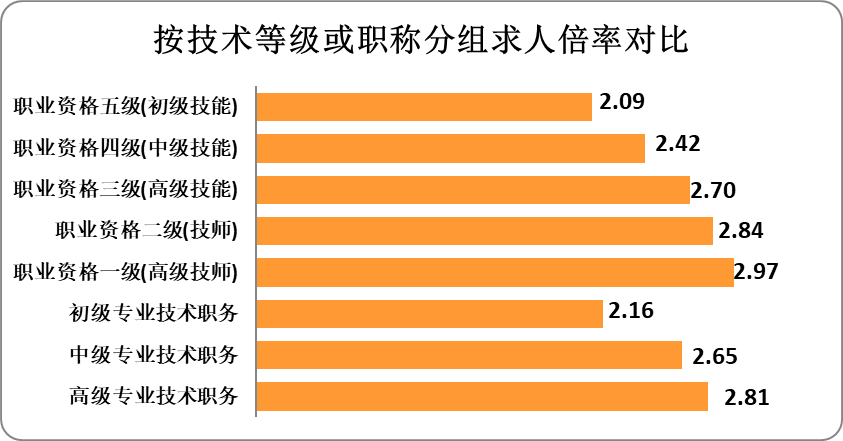 按技术等级或职称分组求人倍率对比
职业资格五级(初级技能) 2.09
职业资格四级(中级技能) 2.42
职业资格三级(高级技能) 2.70
职业资格二级(技师) 2.84
职业资格一级(高级技师) 2.97
初级专业技术职务 2.16
中级专业技术职务 2.65
高级专业技术职务 2.81